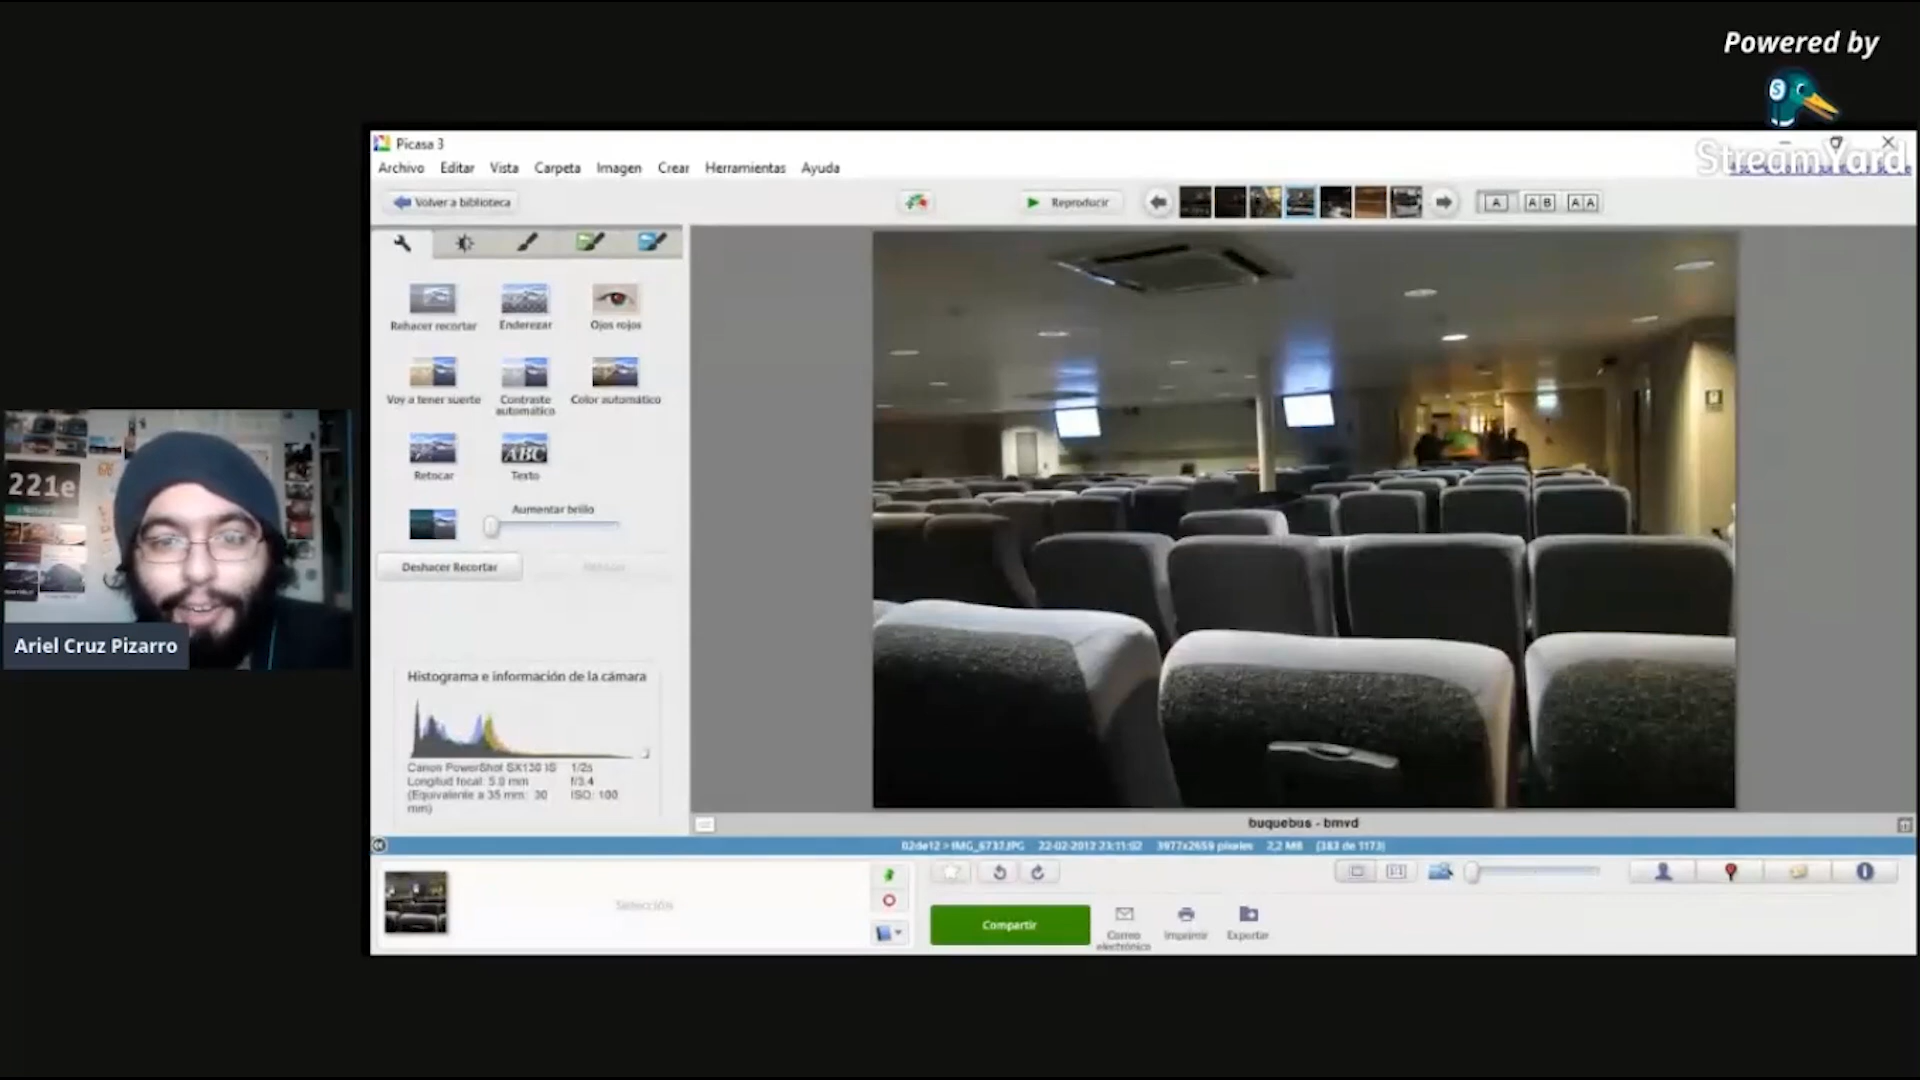 Powered by
StreamYard
Picasa 3
Archivo Editar Vista Carpeta Imagen Crear Herramientas Ayuda
Volver a biblioteca
Reproducir
A
A B
A A
Rehacer recortar
Enderezar
Ojos rojos
Voy a tener suerte
Contraste
automático
Color automático
Retocar
ABC
Texto
Aumentar brillo
Deshacer Recortar
221e
Ariel Cruz Pizarro
Histograma e información de la cámara
Canon PowerShot SX130 IS 1/2s
Longitud focal: 5.0 mm f/3.4
(Equivalente a 35 mm: 30 ISO: 100
mm)
buquebus - bmvd
02de12 > IMG_6737.JPG 22-02-2012 23:11:02 3977x2659 píxeles 2,2 MB (383 de 1173)
Selección
Compartir
Correo
electrónico
Imprimir
Exportar